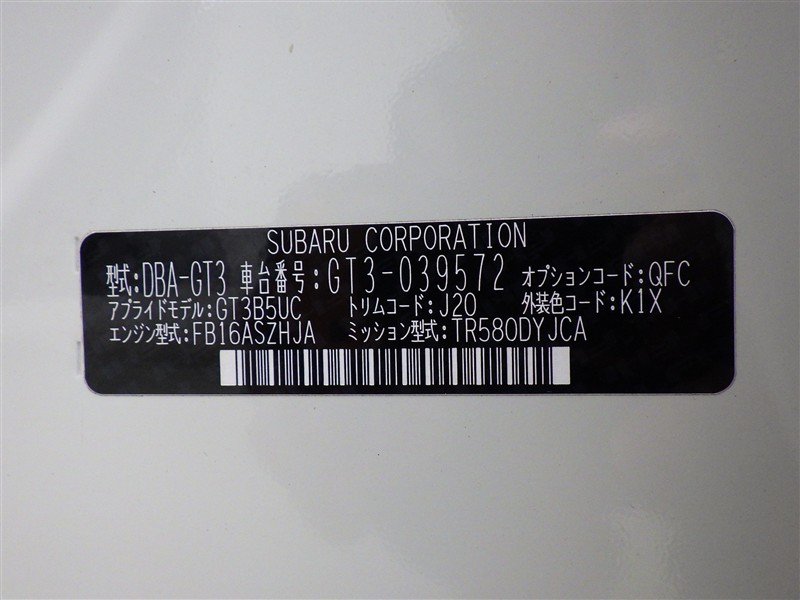 SUBARU CORPORATION
型式:DBA-GT3 車台番号:GT3-039572 オプションコード:QFC
アプライドモデル:GT3B5UC トリムコード:J20 外装色コード:K1X
エンジン型式:FB16ASZHJA ミッション型式:TR580DYJCA